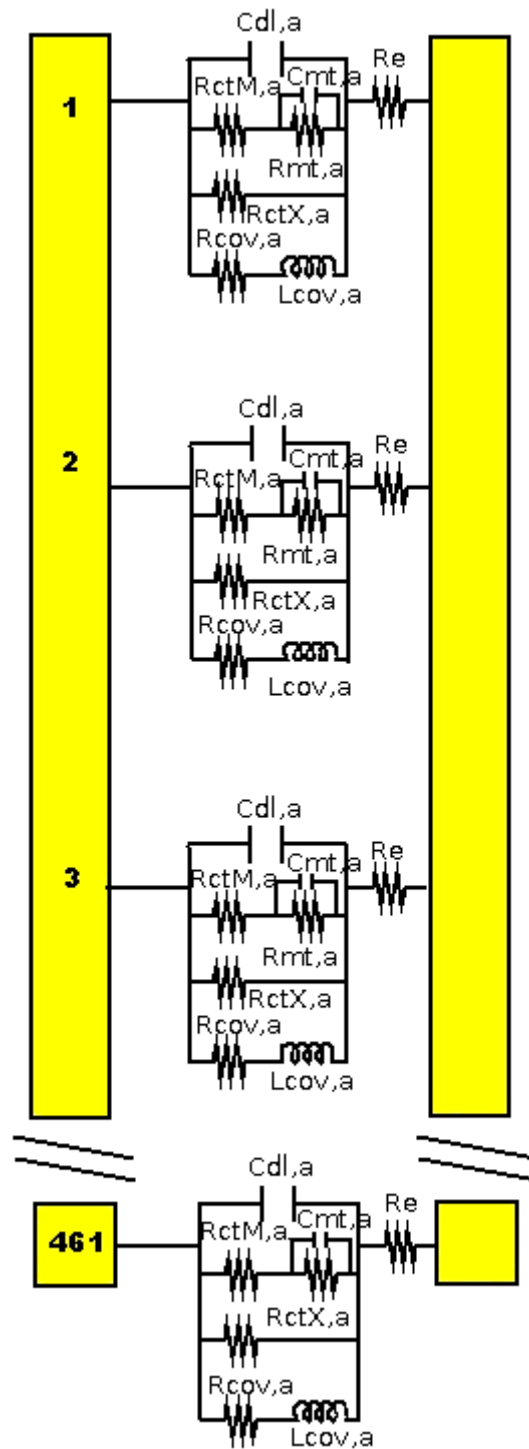 Cdl,a
Re
RctM,a Cmt,a
1
Rmt,a
RctX,a
Rcov,a
Lcov,a
Cdl,a
Re
2
RctM,a Cmt,a
Rmt,a
RctX,a
Rcov,a
Lcov,a
Cdl,a
Re
3
RctM,a Cmt,a
Rmt,a
RctX,a
Rcov,a
Lcov,a
Cdl,a
Re
461
RctM,a Cmt,a
RctX,a
Rcov,a
Lcov,a